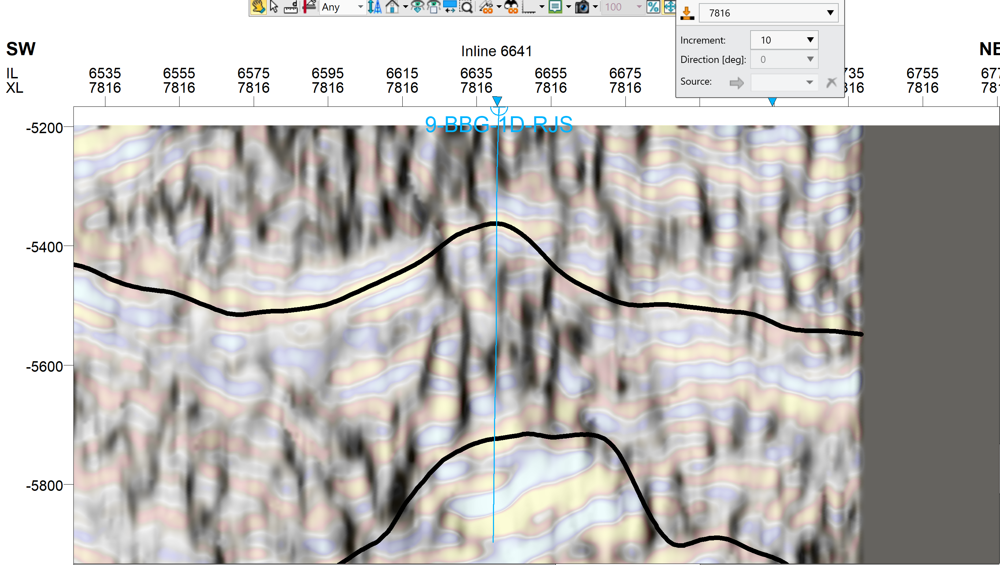 Any
100
%
7816
Increment: 10
Direction [deg]: 0
Source:
SW
Inline 6641
IL 6535 6555 6575 6595 6615 6635 6655 6675 6755
XL 7816 7816 7816 7816 7816 7816 7816 7816 7816
9-BBG-1D-RJS
-5200
-5400
-5600
-5800